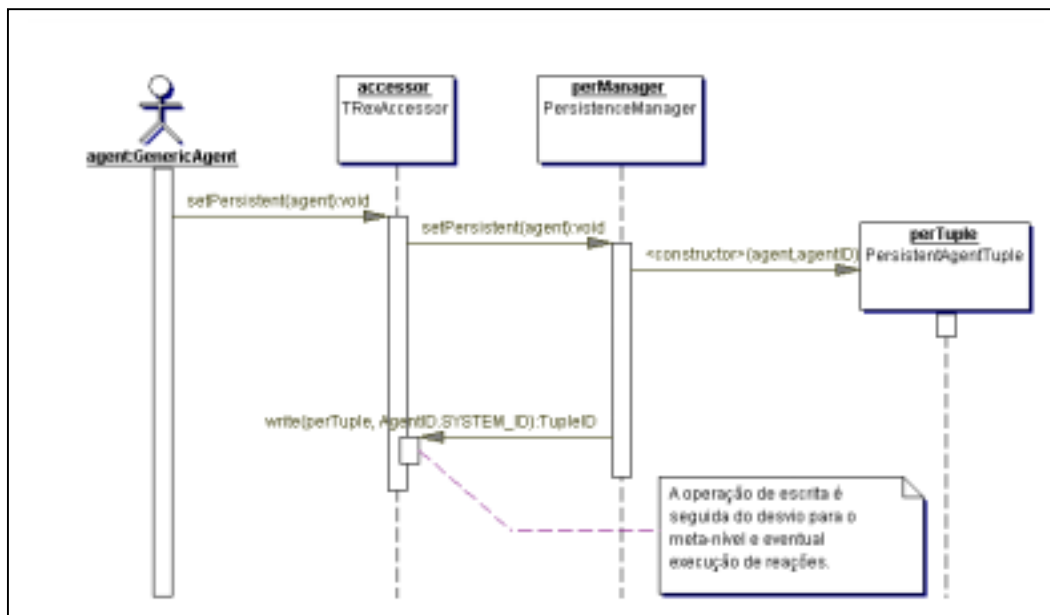 accessor
TRexAccessor
perManager
PersistenceManager
agent:GenericAgent
setPersistent(agent):void
setPersistent(agent):void
perTuple
PersistentAgentTuple
<constructor>(agent,agentID)
write(perTuple, AgentID.SYSTEM_ID):TupleID
A operação de escrita é
seguida do desvio para o
meta-nível e eventual
execução de reações.